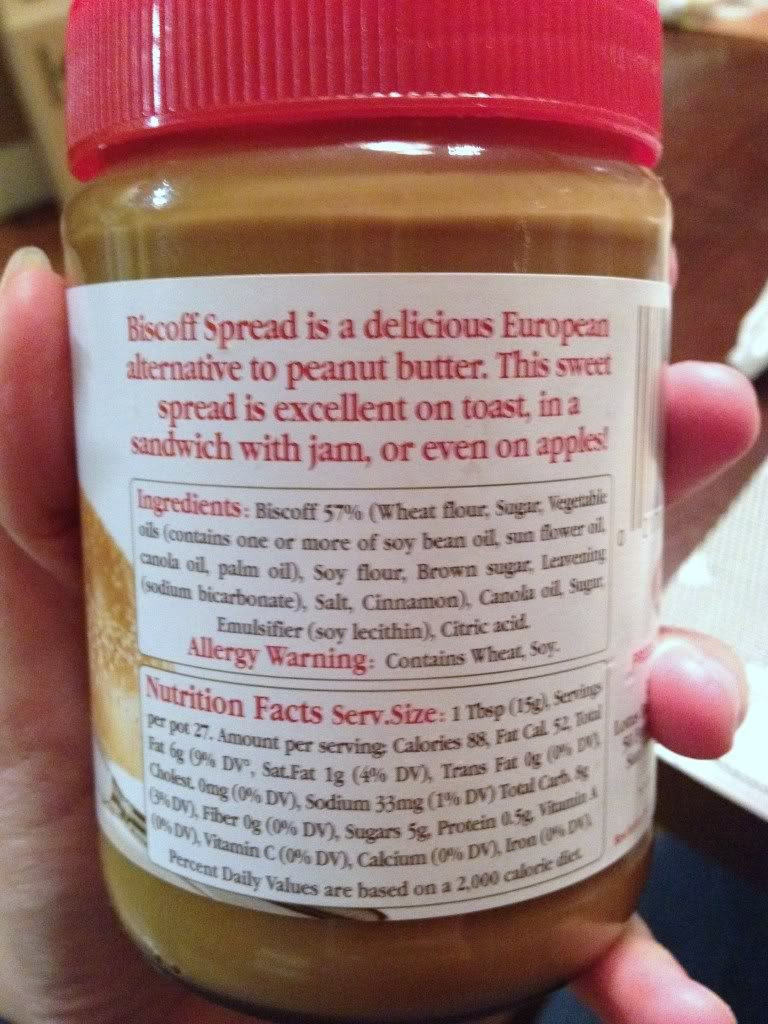 Biscoff Spread is a delicious European
alternative to peanut butter. This sweet
spread is excellent on toast, in a
sandwich with jam, or even on apples!
Ingredients: Biscoff 57% (Wheat flour, Sugar, Vegetable
oils (contains one or more of soy bean oil, sun flower oil,
canola oil, palm oil), Soy flour, Brown sugar, Leavening
(sodium bicarbonate), Salt, Cinnamon), Canola oil, Sugar,
Emulsifier (soy lecithin), Citric acid.
Allergy Warning: Contains Wheat, Soy.
Nutrition Facts Serv.Size: 1 Tbsp (15g), Servings
per pot 27. Amount per serving: Calories 88, Fat Cal. 52, Total
Fat 6g (9% DV*, Sat.Fat 1g (4% DV), Trans Fat 0g (0% DV),
Cholest. 0mg (0% DV), Sodium 33mg (1% DV) Total Carb. 8g
(3% DV), Fiber 0g (0% DV), Sugars 5g, Protein 0.5g, Vitamin A
(0% DV), Vitamin C (0% DV), Calcium (0% DV), Iron (0% DV).
Percent Daily Values are based on a 2,000 calorie diet.